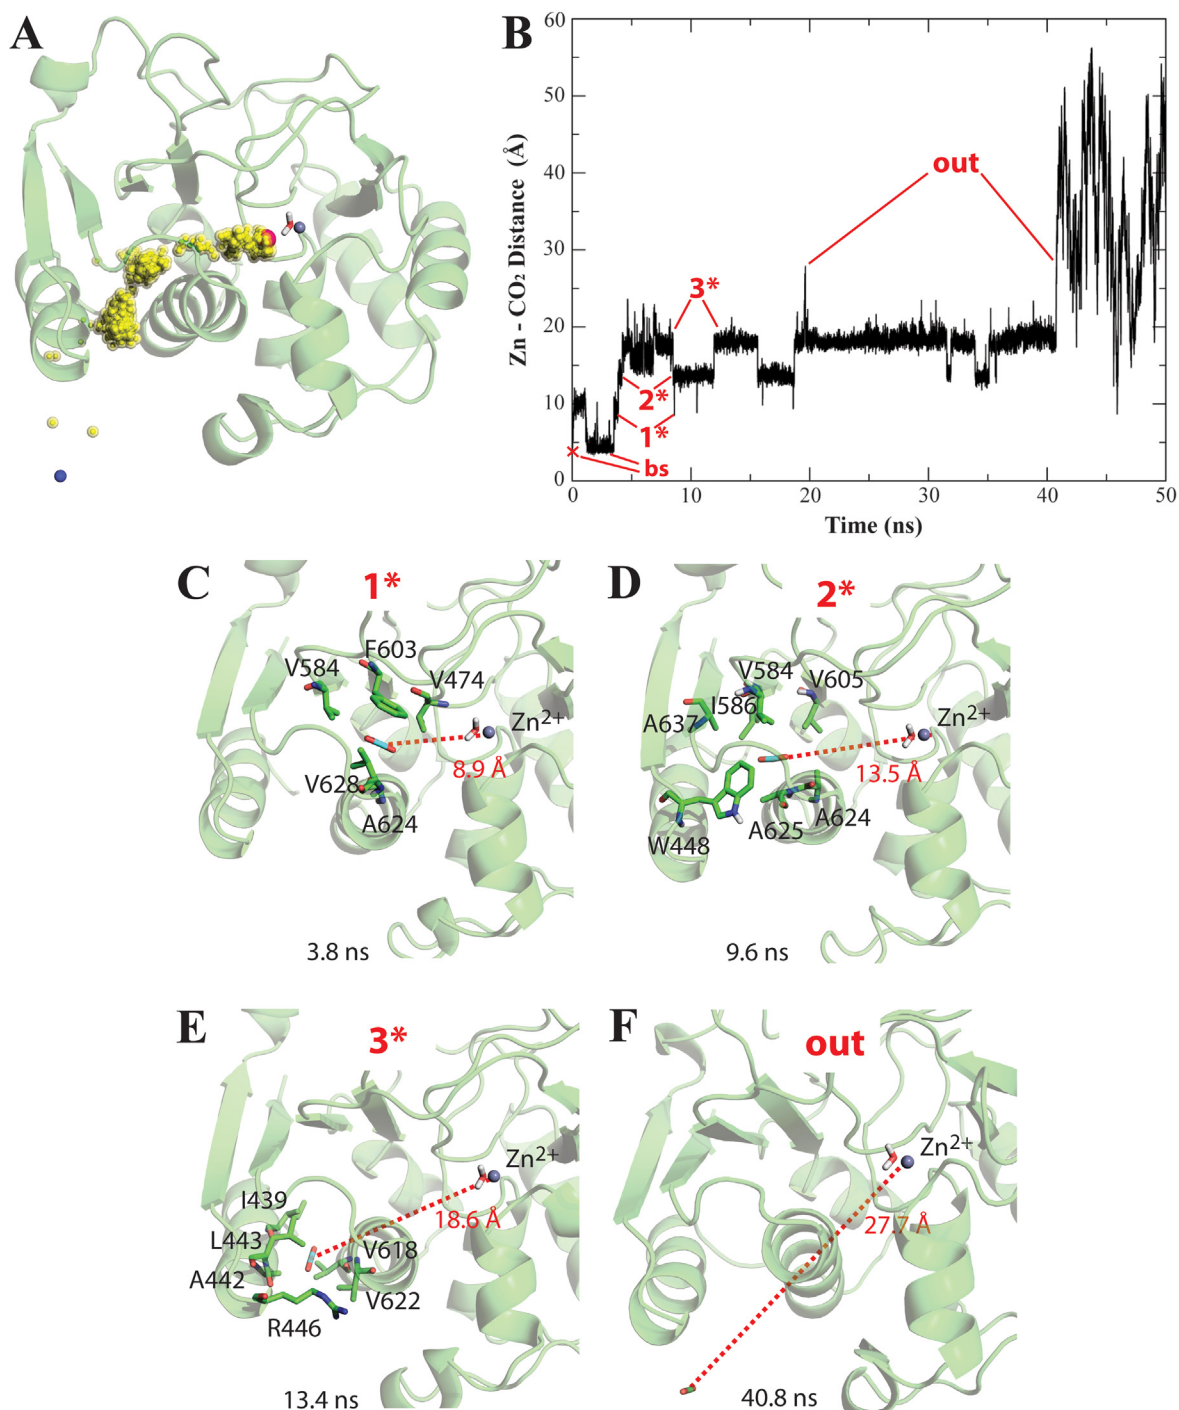 A
B
Zn - CO₂ Distance (Å)
60
50
40
30
20
10
0
out
3*
2*
1*
bs
0
10
20
30
40
50
Time (ns)
C
1*
F603
V584
V474
Zn²⁺
8.9 Å
V628
A624
3.8 ns
D
2*
V584
V605
I586
A637
Zn²⁺
13.5 Å
A624
W448
A625
9.6 ns
E
3*
Zn²⁺
I439
18.6 Å
L443
V618
A442
V622
R446
13.4 ns
F
out
Zn²⁺
27.7 Å
40.8 ns